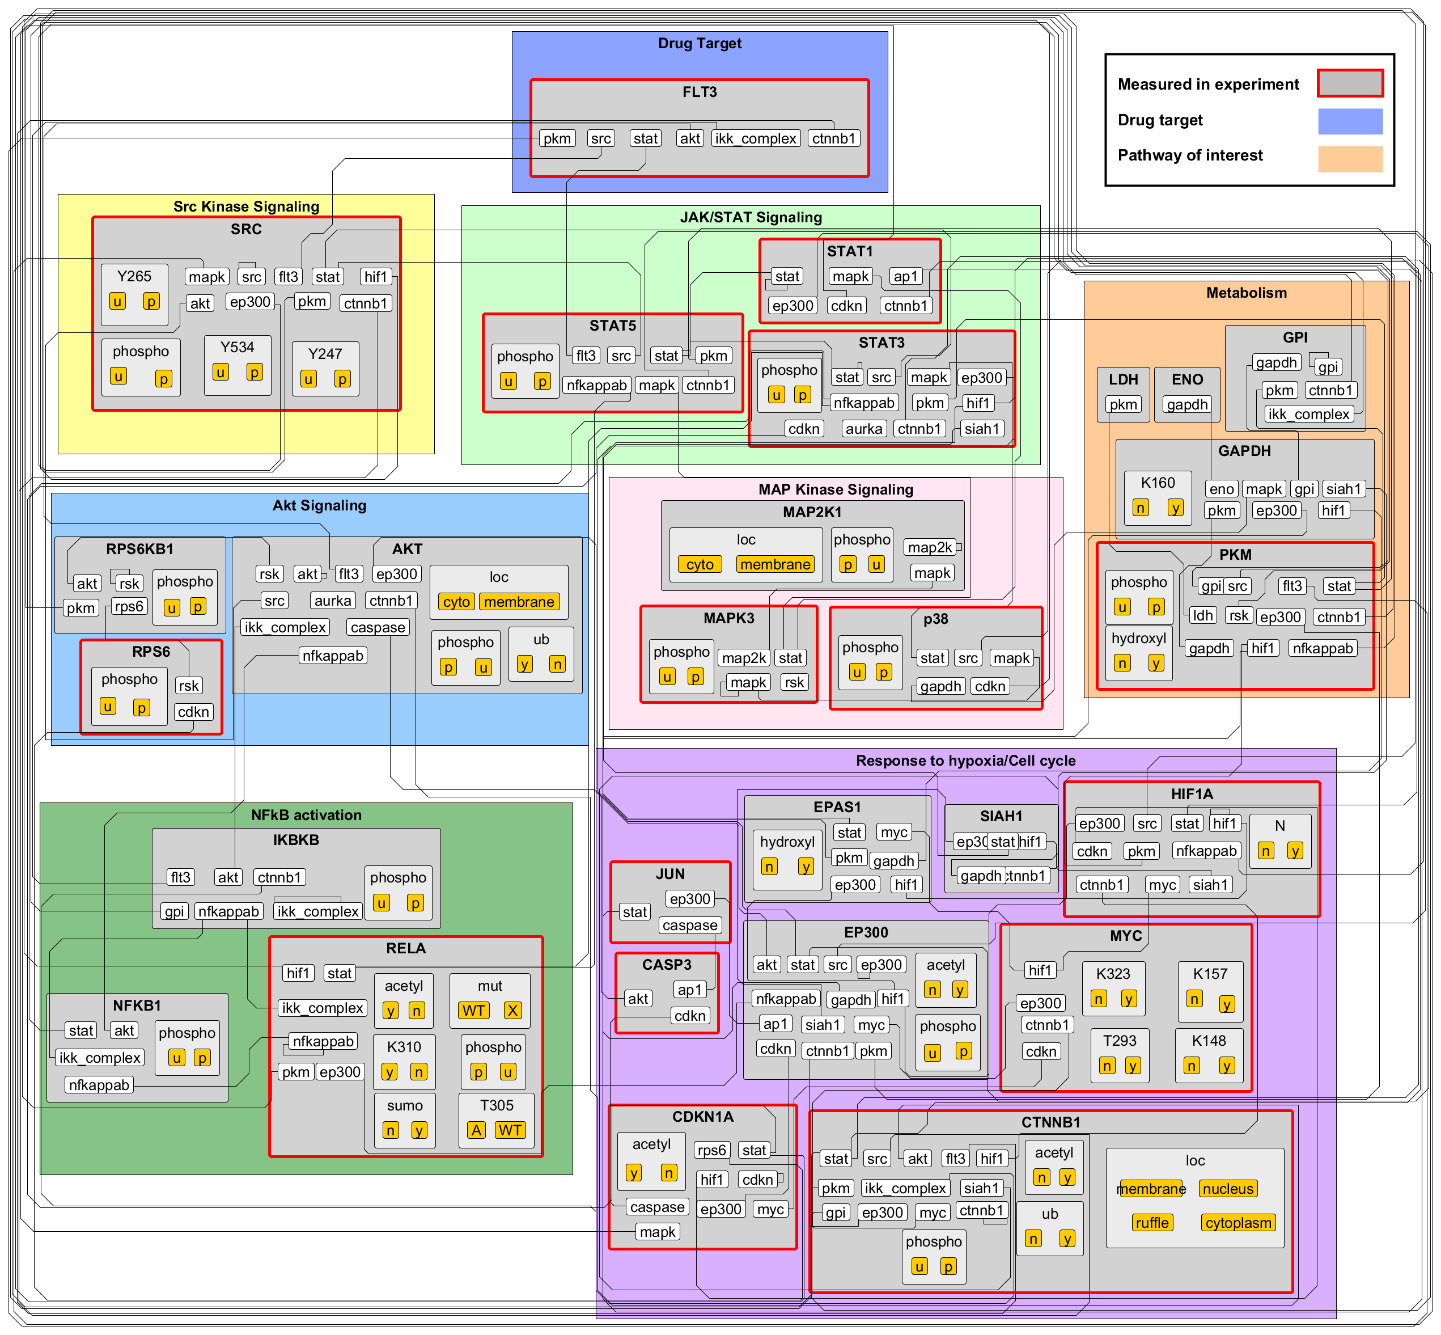 Drug Target
FLT3
pkm src stat akt ikk_complex ctnnb1
Measured in experiment
Drug target
Pathway of interest
Src Kinase Signaling
SRC
Y265
u p
mapk src flt3 stat hif1
akt ep300 pkm ctnnb1
phospho
u p
Y534
u p
Y247
u p
JAK/STAT Signaling
STAT1
stat mapk ap1
ep300 cdkn ctnnb1
STAT5
phospho
u p
flt3 src stat pkm
nfkappab mapk ctnnb1
STAT3
phospho
u p
stat src mapk ep300
nfkappab pkm hif1
cdkn aurka ctnnb1 siah1
Metabolism
GPI
gapdh gpi
pkm ctnnb1
ikk_complex
LDH
pkm
ENO
gapdh
GAPDH
K160
n y
eno mapk gpi siah1
pkm ep300 hif1
PKM
phospho
u p
hydroxyl
n y
gpi src flt3 stat
ldh rsk ep300 ctnnb1
gapdh hif1 nfkappab
Akt Signaling
RPS6KB1
akt rsk
pkm rps6
phospho
u p
RPS6
phospho
u p
rsk
cdkn
AKT
rsk akt flt3 ep300
src aurka ctnnb1
ikk_complex caspase
nfkappab
loc
cyto membrane
phospho
p u
ub
y n
MAP Kinase Signaling
MAP2K1
loc
cyto membrane
phospho
p u
map2k
mapk
MAPK3
phospho
u p
map2k stat
mapk rsk
p38
phospho
u p
stat src mapk
gapdh cdkn
NFkB activation
IKBKB
flt3 akt ctnnb1
gpi nfkappab ikk_complex
phospho
u p
NFKB1
stat akt
ikk_complex
nfkappab
phospho
u p
RELA
hif1 stat
ikk_complex
nfkappab
pkm ep300
acetyl
y n
mut
WT X
K310
y n
phospho
p u
sumo
n y
T305
A WT
Response to hypoxia/Cell cycle
EPAS1
hydroxyl
n y
stat myc
pkm gapdh
ep300 hif1
SIAH1
stat hif1
gapdh
HIF1A
ep300 src stat hif1
cdkn pkm nfkappab
ctnnb1 myc siah1
N
n y
JUN
ep300
stat
caspase
CASP3
ap1
akt
cdkn
EP300
akt stat src ep300
nfkappab gapdh hif1
ap1 siah1 myc
cdkn ctnnb1 pkm
acetyl
n y
phospho
u p
MYC
hif1
ep300
ctnnb1
cdkn
K323
n y
K157
n y
T293
n y
K148
n y
CDKN1A
acetyl
y n
rps6 stat
hif1 cdkn
caspase ep300 myc
mapk
CTNNB1
stat src akt flt3 hif1
pkm ikk_complex siah1
gpi ep300 myc ctnnb1
phospho
u p
acetyl
n y
ub
n y
loc
membrane nucleus
ruffle cytoplasm